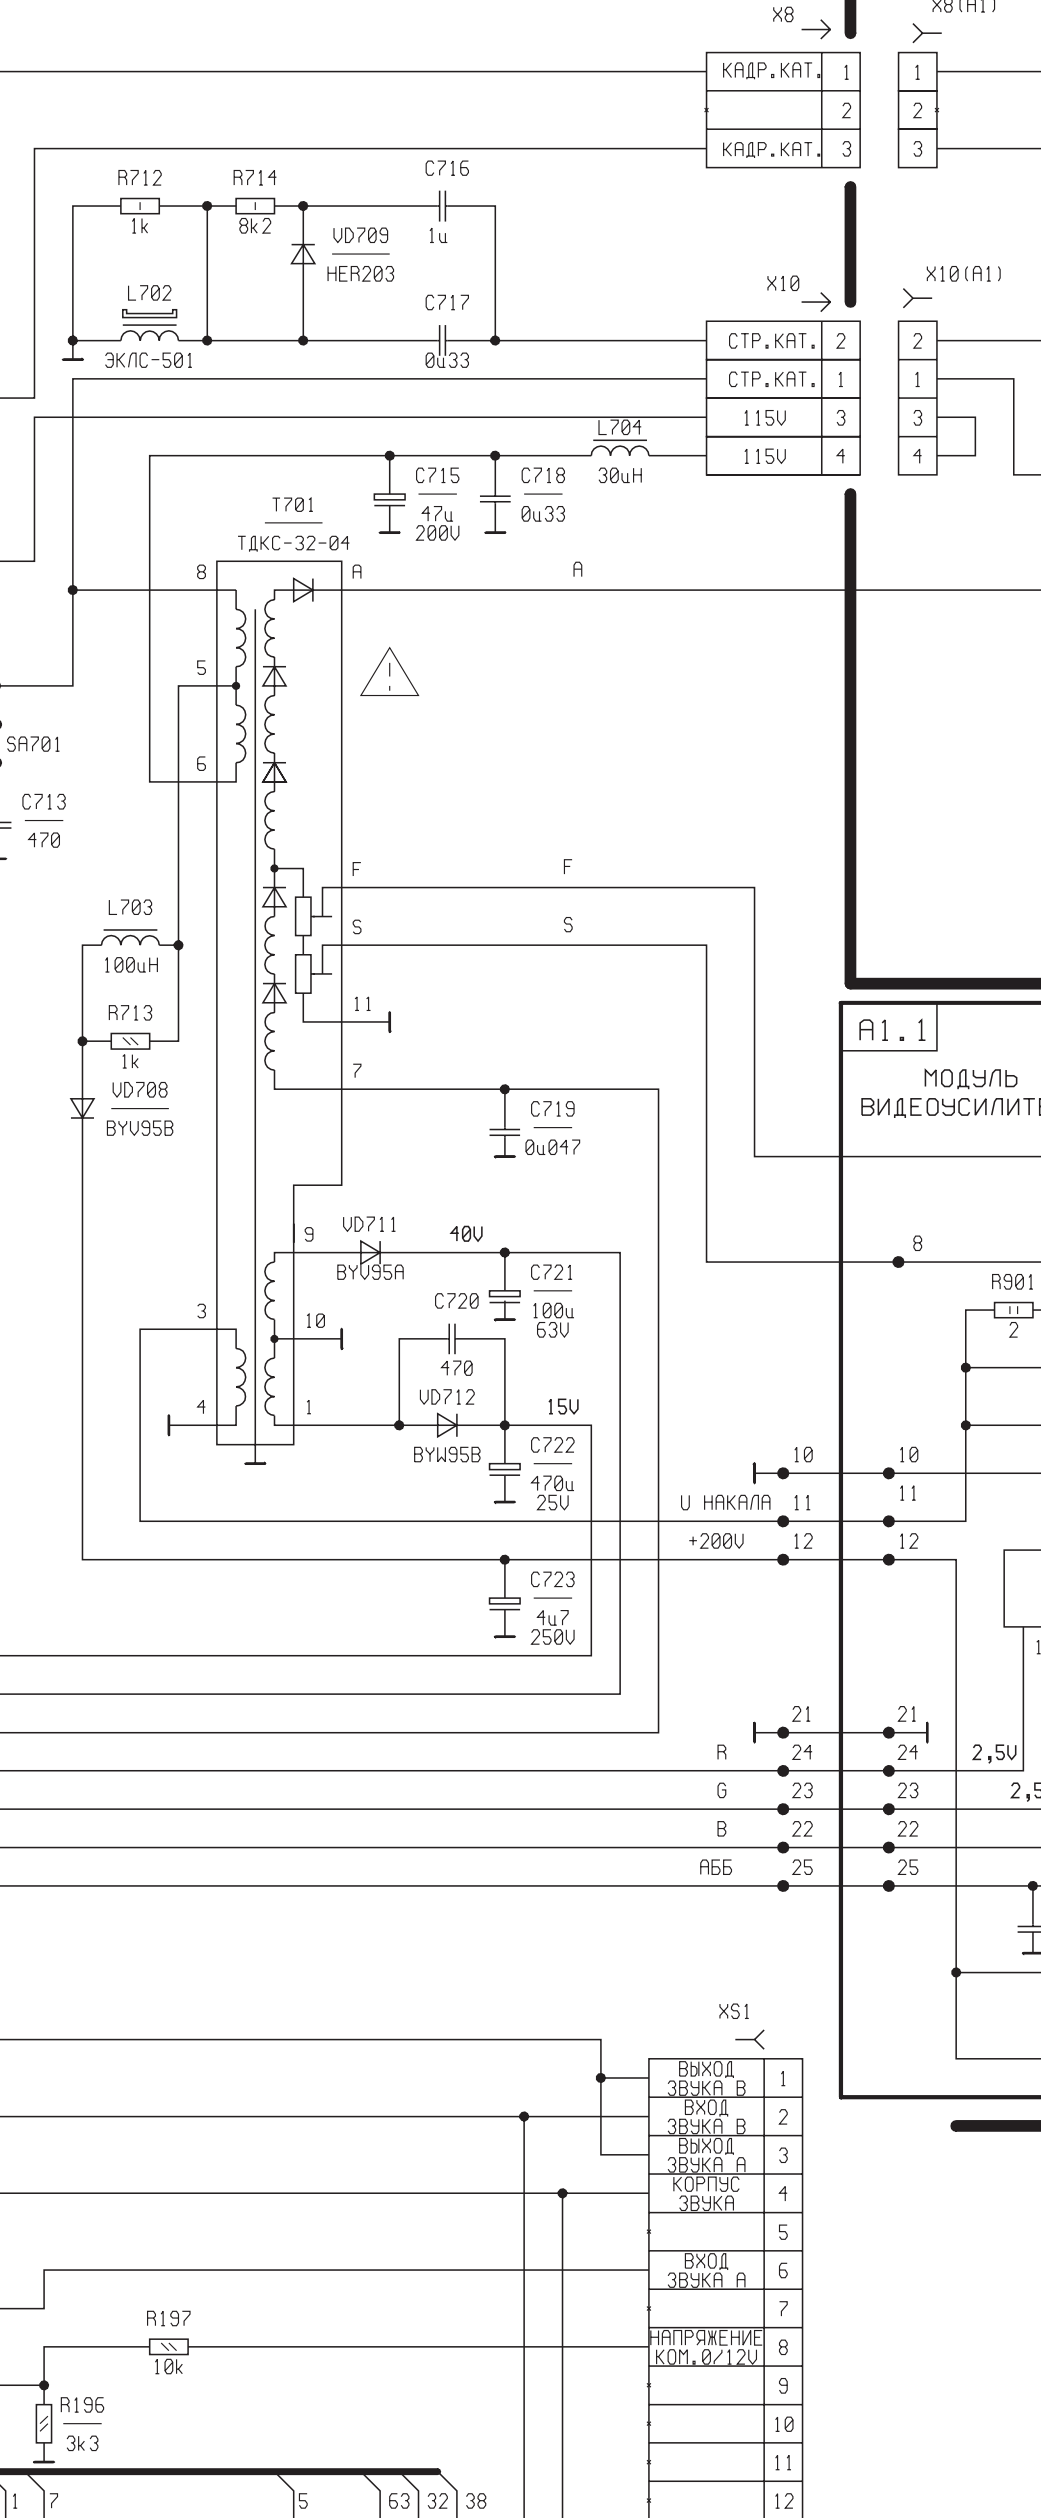 X8
X8(A1)
КАДР.КАТ. 1
1
2
2
КАДР.КАТ. 3
3
R712
1k
R714
8k2
C716
1u
VD709
HER203
L702
ЭКЛС-501
C717
0u33
X10
X10(A1)
СТР.КАТ. 2
2
СТР.КАТ. 1
1
115V 3
3
115V 4
4
L704
30uH
C715
47u
200V
C718
0u33
T701
ТДКС-32-04
8
A
A
5
6
SA701
C713
470
F
F
S
S
L703
100uH
11
R713
1k
7
VD708
BYV95B
C719
0u047
A1.1
МОДУЛЬ
9
VD711
BYV95A
40V
8
C721
100u
63V
R901
2
C720
470
3
10
4
1
VD712
BYW95B
15V
C722
470u
25V
10
10
U НАКАЛА 11
11
+200V 12
12
C723
4u7
250V
21
21
R 24
24
2,5V
G 23
23
B 22
22
АББ 25
25
XS1
ВЫХОД
ЗВУКА В
1
ВХОД
ЗВУКА В
2
ВЫХОД
ЗВУКА А
3
КОРПУС
ЗВУКА
4
5
ВХОД
ЗВУКА А
6
7
НАПРЯЖЕНИЕ
КОМ.0/12V
8
9
10
11
12
R197
10k
R196
3k3
1
7
5
63
32
38